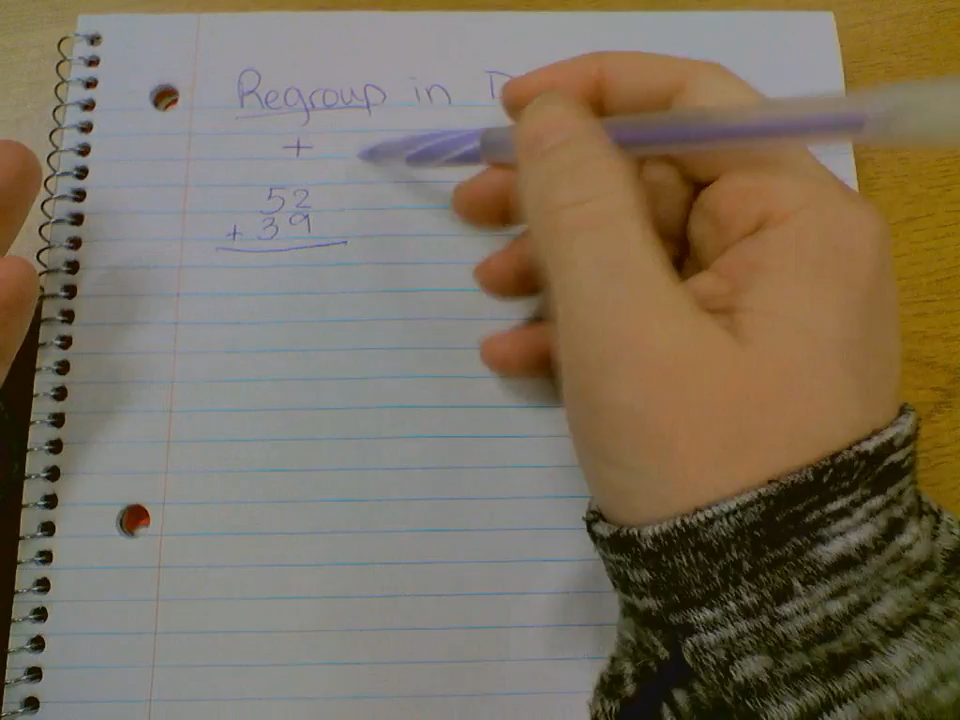 Regroup in
+
52
+ 39